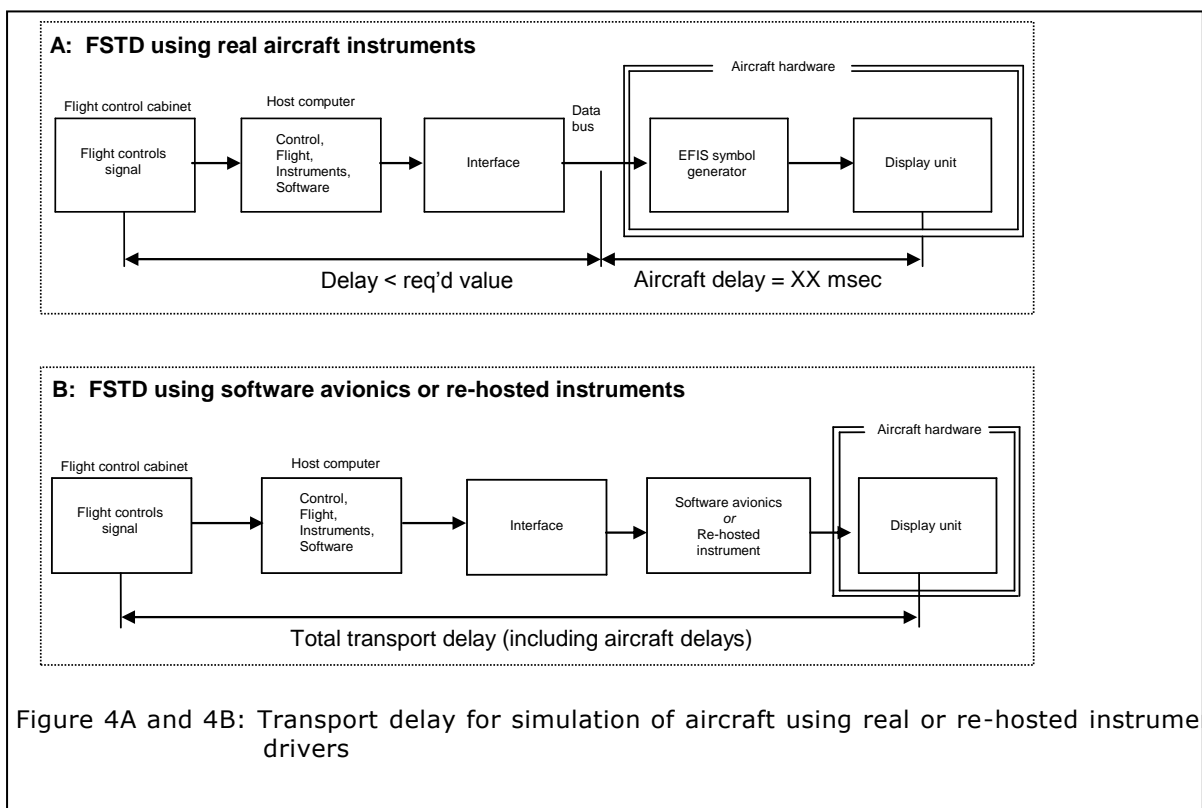 A: FSTD using real aircraft instruments
Aircraft hardware
Flight control cabinet
Host computer
Data
bus
Flight controls
signal
Control,
Flight,
Instruments,
Software
Interface
EFIS symbol
generator
Display unit
Delay < req'd value
Aircraft delay = XX msec
B: FSTD using software avionics or re-hosted instruments
Aircraft hardware
Flight control cabinet
Host computer
Flight controls
signal
Control,
Flight,
Instruments,
Software
Interface
Software avionics
or
Re-hosted
instrument
Display unit
Total transport delay (including aircraft delays)
Figure 4A and 4B: Transport delay for simulation of aircraft using real or re-hosted instrume
drivers